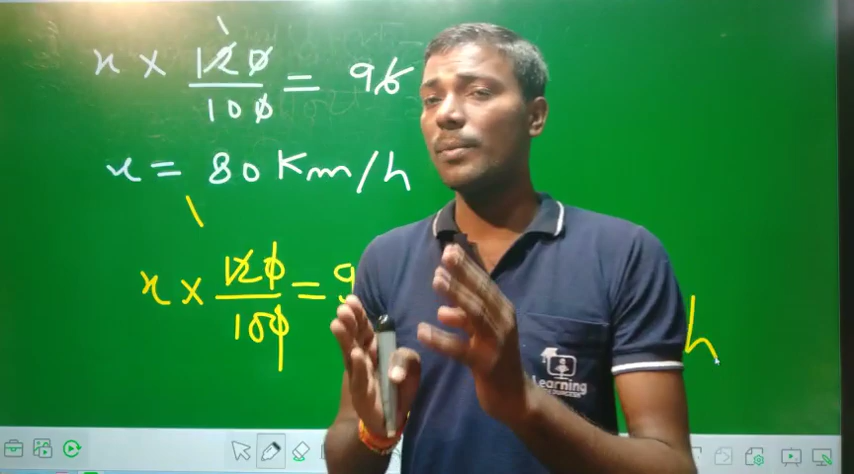 x × 120/100 = 96
x = 80 Km/h
x × 120/100 = 9
h
Learning